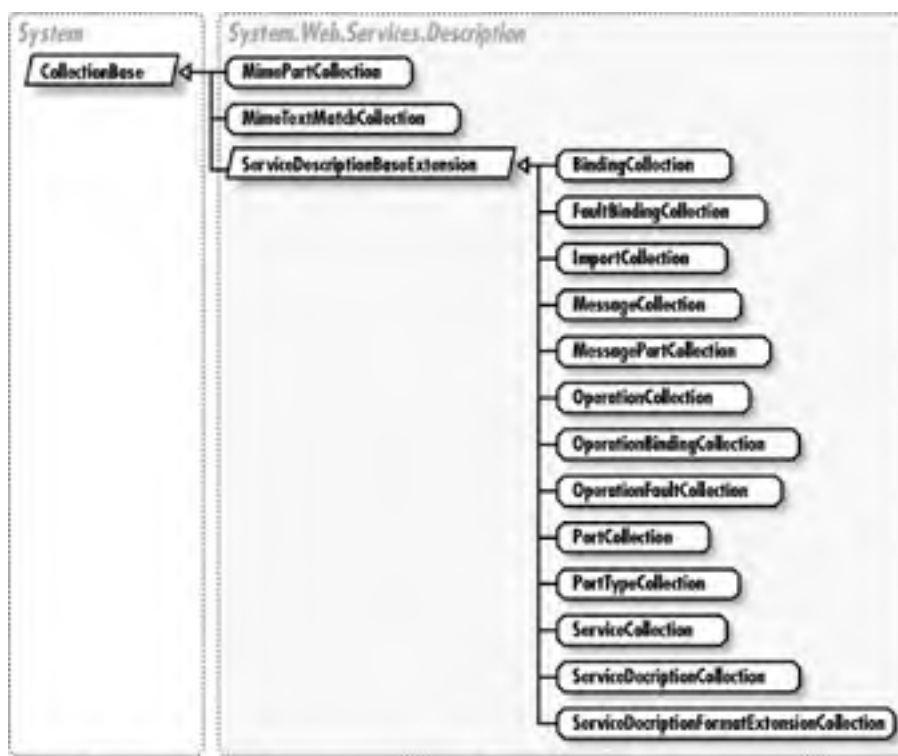 System
System.Web.Services.Description
CollectionBase
MimePartCollection
MimeTextMatchCollection
ServiceDescriptionBaseExtension
BindingCollection
FaultBindingCollection
ImportCollection
MessageCollection
MessagePartCollection
OperationCollection
OperationBindingCollection
OperationFaultCollection
PortCollection
PortTypeCollection
ServiceCollection
ServiceDocriptionCollection
ServiceDocriptionFormatExtensionCollection